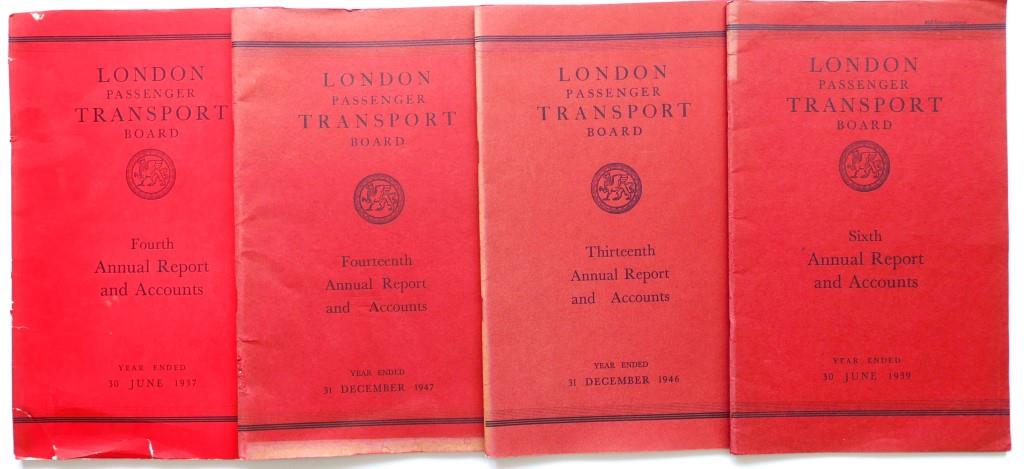 LONDON
PASSENGER
TRANSPORT
BOARD
Fourth
Annual Report
and Accounts
YEAR ENDED
30 JUNE 1937
LONDON
PASSENGER
TRANSPORT
BOARD
Fourteenth
Annual Report
and Accounts
YEAR ENDED
31 DECEMBER 1947
LONDON
PASSENGER
TRANSPORT
BOARD
Thirteenth
Annual Report
and Accounts
YEAR ENDED
31 DECEMBER 1946
LONDON
PASSENGER
TRANSPORT
BOARD
Sixth
Annual Report
and Accounts
YEAR ENDED
30 JUNE 1939